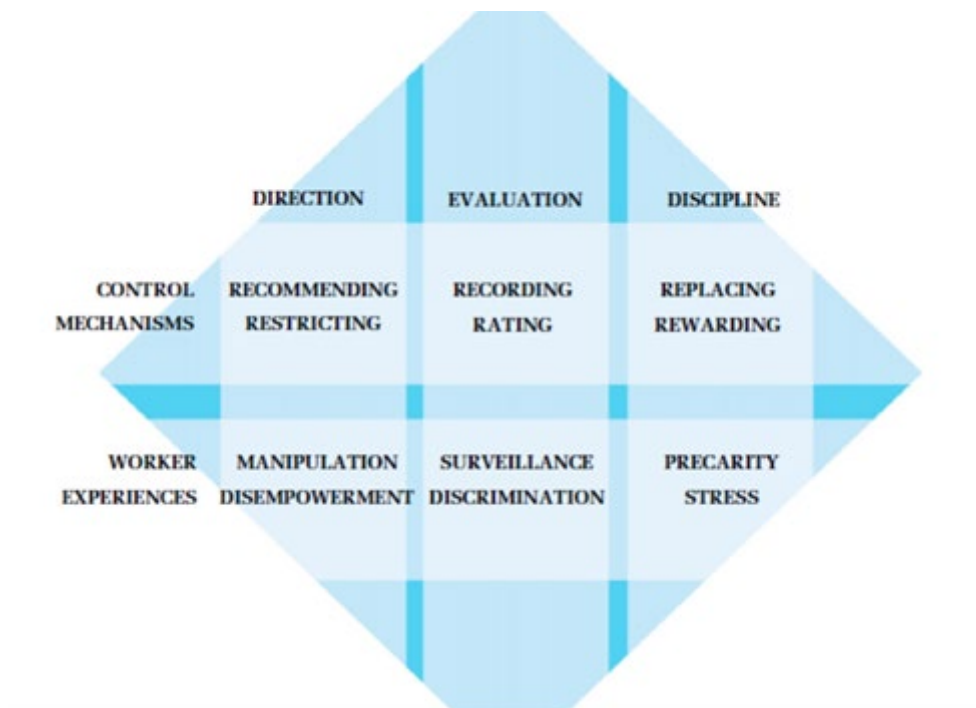 DIRECTION EVALUATION DISCIPLINE
CONTROL MECHANISMS
RECOMMENDING RESTRICTING
RECORDING RATING
REPLACING REWARDING
WORKER EXPERIENCES
MANIPULATION DISEMPOWERMENT
SURVEILLANCE DISCRIMINATION
PRECARITY STRESS